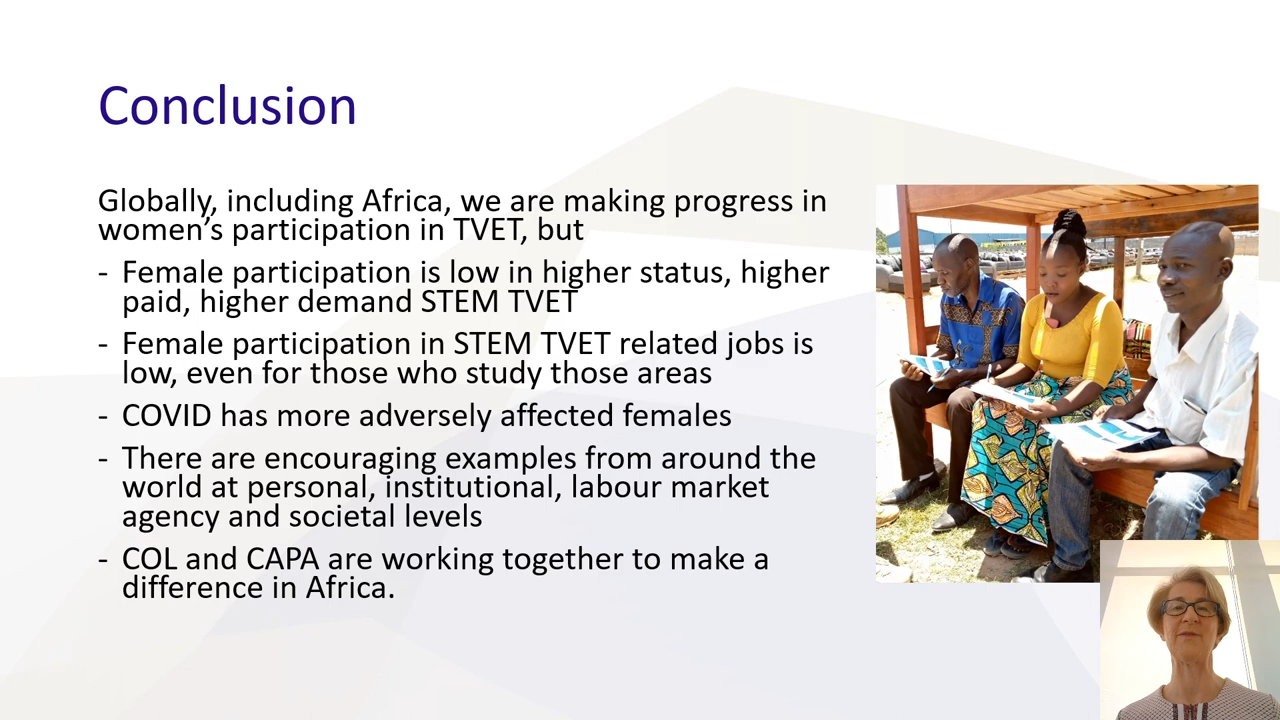 Conclusion
Globally, including Africa, we are making progress in
women’s participation in TVET, but
- Female participation is low in higher status, higher
paid, higher demand STEM TVET
- Female participation in STEM TVET related jobs is
low, even for those who study those areas
- COVID has more adversely affected females
- There are encouraging examples from around the
world at personal, institutional, labour market
agency and societal levels
- COL and CAPA are working together to make a
difference in Africa.